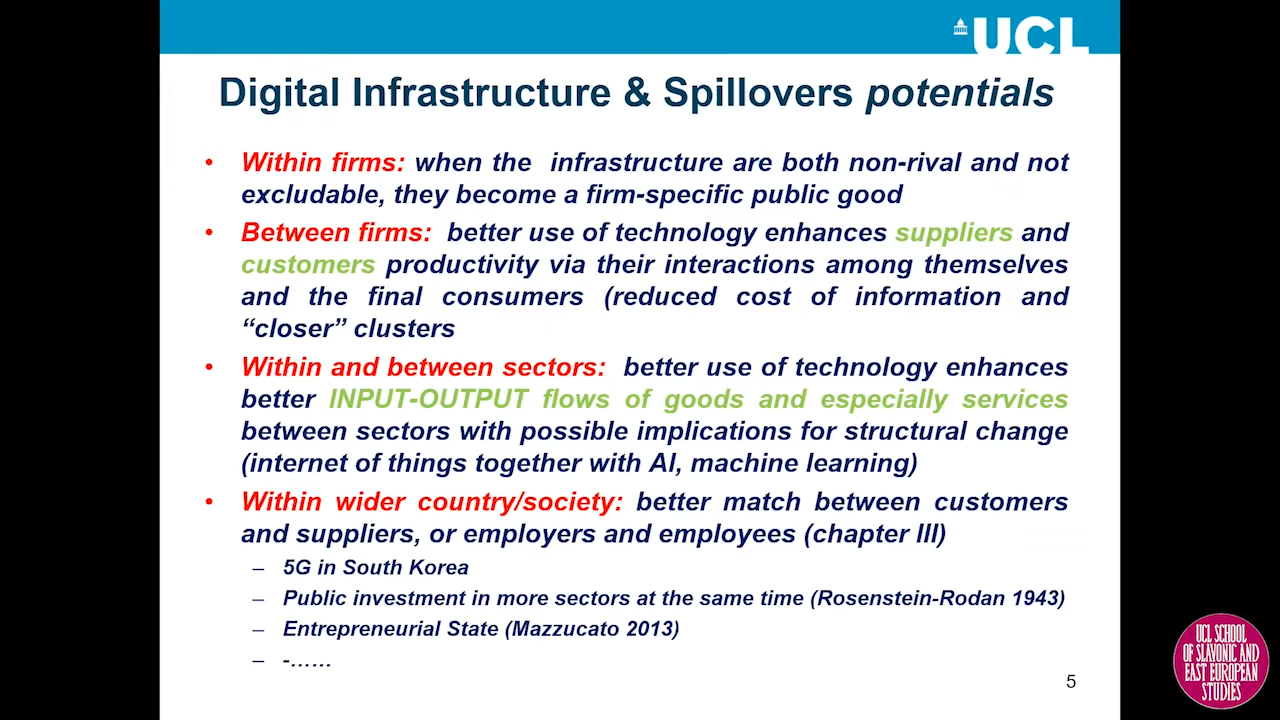 UCL
Digital Infrastructure & Spillovers potentials
• Within firms: when the infrastructure are both non-rival and not
excludable, they become a firm-specific public good
• Between firms: better use of technology enhances suppliers and
customers productivity via their interactions among themselves
and the final consumers (reduced cost of information and
“closer” clusters
• Within and between sectors: better use of technology enhances
better INPUT-OUTPUT flows of goods and especially services
between sectors with possible implications for structural change
(internet of things together with AI, machine learning)
• Within wider country/society: better match between customers
and suppliers, or employers and employees (chapter III)
– 5G in South Korea
– Public investment in more sectors at the same time (Rosenstein-Rodan 1943)
– Entrepreneurial State (Mazzucato 2013)
– -……
5
UCL SCHOOL
OF SLAVONIC AND
EAST EUROPEAN
STUDIES